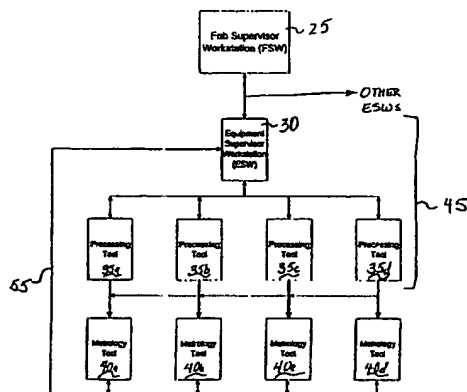 Fab Supervisor
Workstation (FSW)
25
OTHER
ESWs
30
Equipment
Supervisor
Workstation
(ESW)
45
Processing
Tool
35a
Processing
Tool
35b
Processing
Tool
35c
Processing
Tool
35d
55
Metrology
Tool
40a
Metrology
Tool
40b
Metrology
Tool
40c
Metrology
Tool
40d